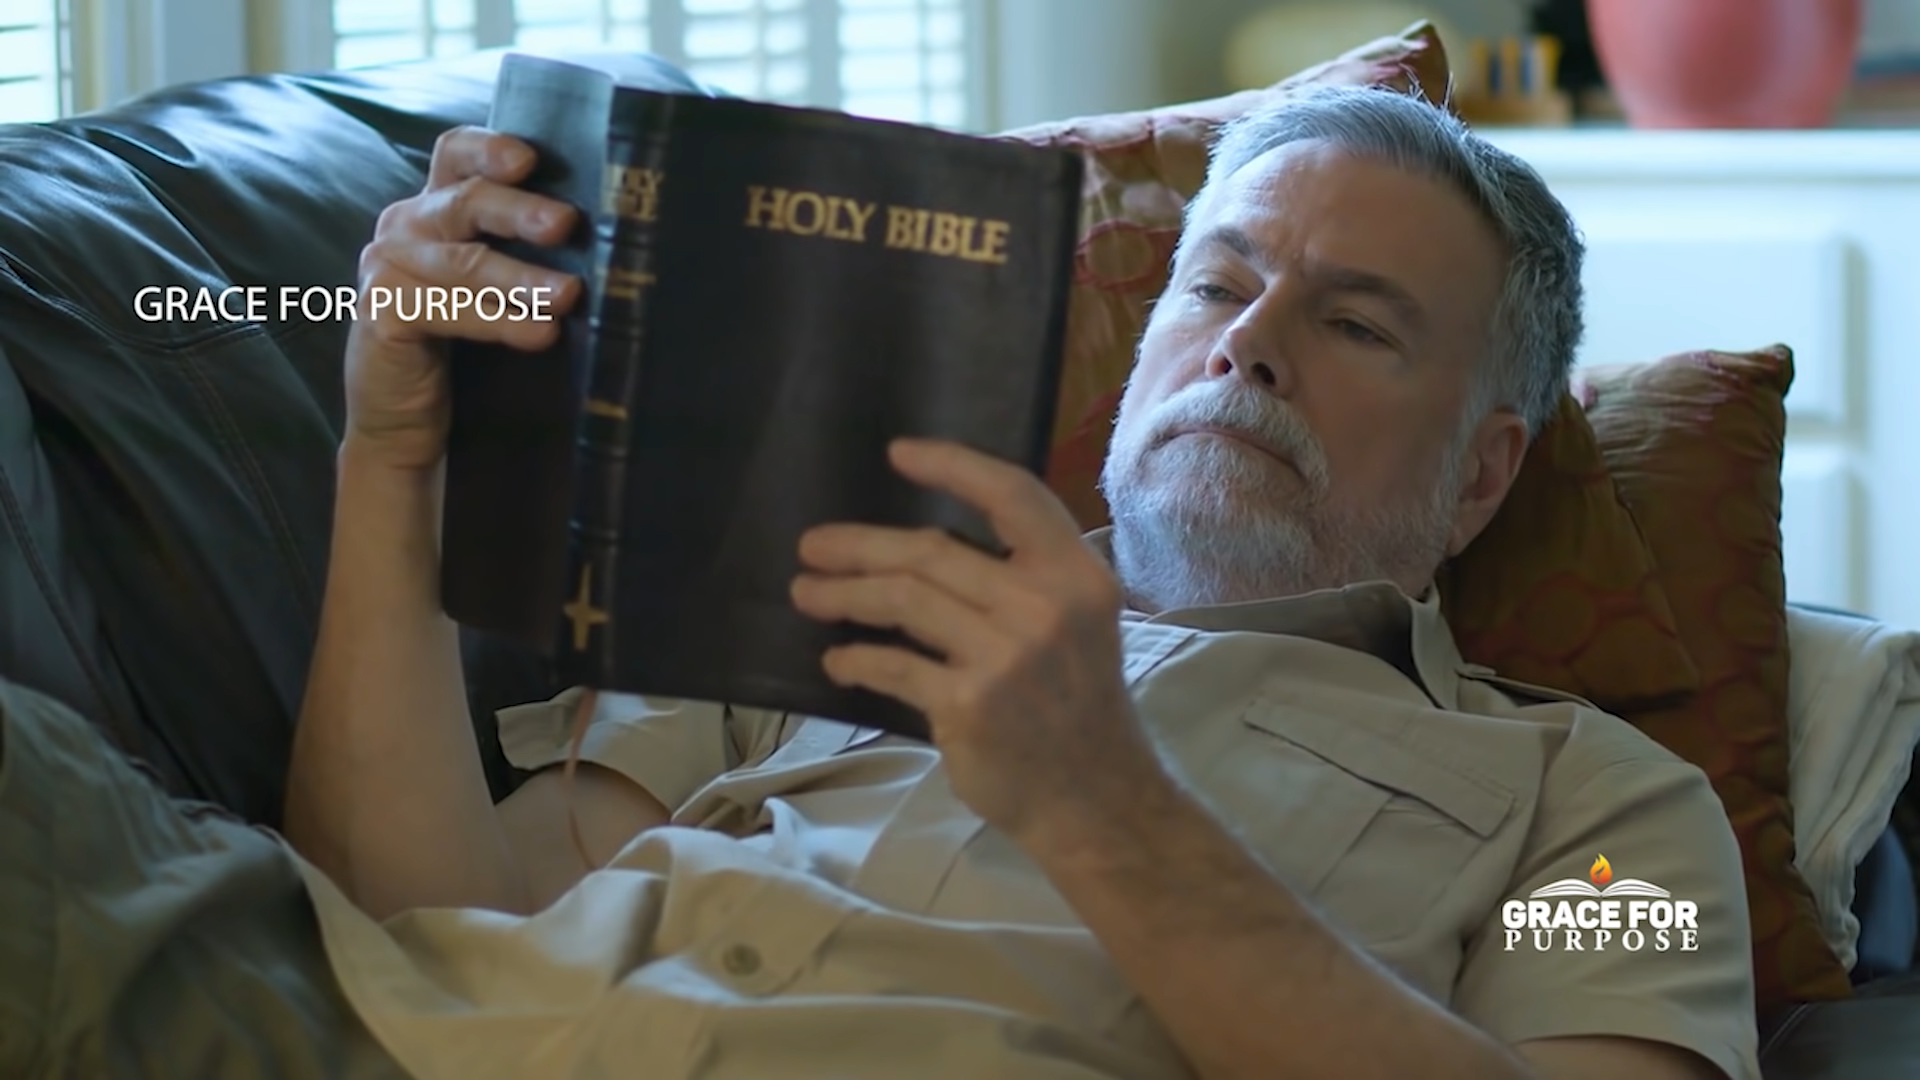 HOLY BIBLE
HOLY
BIBLE
GRACE FOR PURPOSE
GRACE FOR
PURPOSE